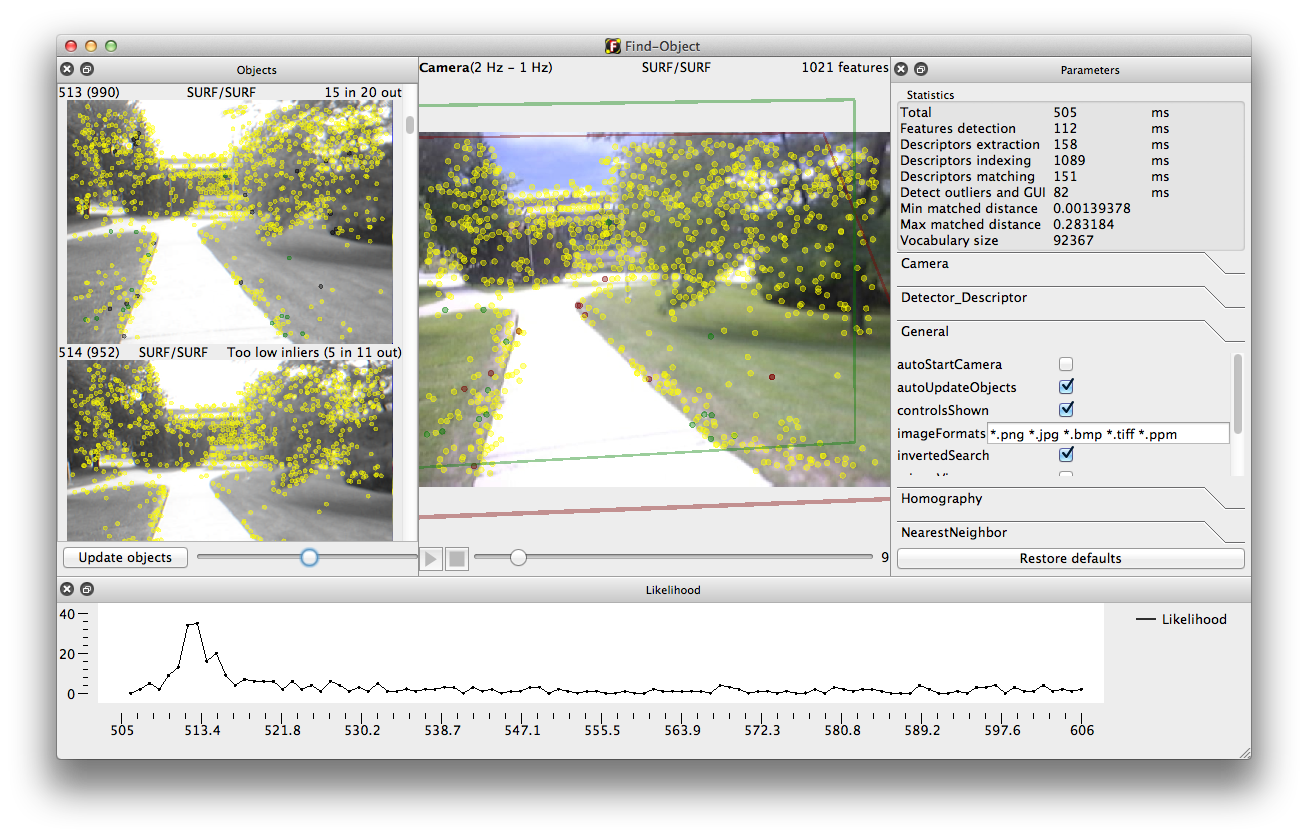 Find-Object
Objects
513 (990) SURF/SURF 15 in 20 out
514 (952) SURF/SURF Too low inliers (5 in 11 out)
Update objects
Camera(2 Hz - 1 Hz) SURF/SURF 1021 features
9
Parameters
Statistics
Total 505 ms
Features detection 112 ms
Descriptors extraction 158 ms
Descriptors indexing 1089 ms
Descriptors matching 151 ms
Detect outliers and GUI 82 ms
Min matched distance 0.00139378
Max matched distance 0.283184
Vocabulary size 92367
Camera
Detector_Descriptor
General
autoStartCamera
autoUpdateObjects
controlsShown
imageFormats *.png *.jpg *.bmp *.tiff *.ppm
invertedSearch
Homography
NearestNeighbor
Restore defaults
Likelihood
40
20
0
Likelihood
505 513.4 521.8 530.2 538.7 547.1 555.5 563.9 572.3 580.8 589.2 597.6 606